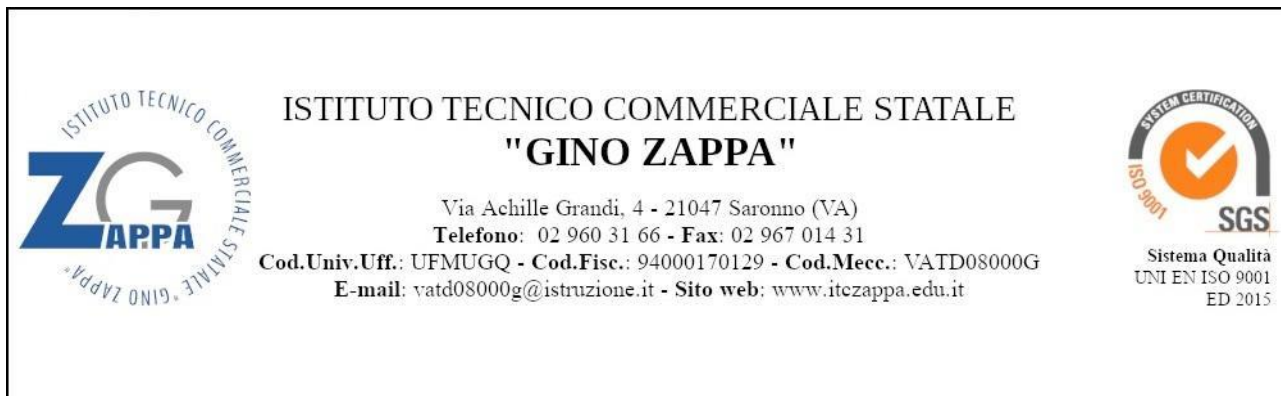 ISTITUTO TECNICO COMMERCIALE STATALE "GINO ZAPPA"
ZG
ZAPPA
ISTITUTO TECNICO COMMERCIALE STATALE
"GINO ZAPPA"
Via Achille Grandi, 4 - 21047 Saronno (VA)
Telefono: 02 960 31 66 - Fax: 02 967 014 31
Cod.Univ.Uff.: UFMUGQ - Cod.Fisc.: 94000170129 - Cod.Mecc.: VATD08000G
E-mail: vatd08000g@istruzione.it - Sito web: www.itczappa.edu.it
SYSTEM CERTIFICATION
ISO 9001
SGS
Sistema Qualità
UNI EN ISO 9001
ED 2015